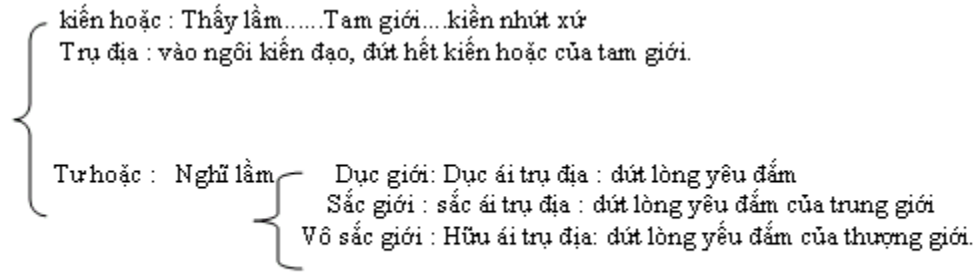 kiến hoặc : Thấy lầm......Tam giới....kiền nhứt xứ
Trụ địa : vào ngôi kiến đạo, đứt hết kiến hoặc của tam giới.
Tư hoặc : Nghĩ lầm Dục giới: Dục ái trụ địa : dứt lòng yêu đắm
Sắc giới : sắc ái trụ địa : dứt lòng yêu đắm của trung giới
Vô sắc giới : Hữu ái trụ địa: dứt lòng yếu đắm của thượng giới.